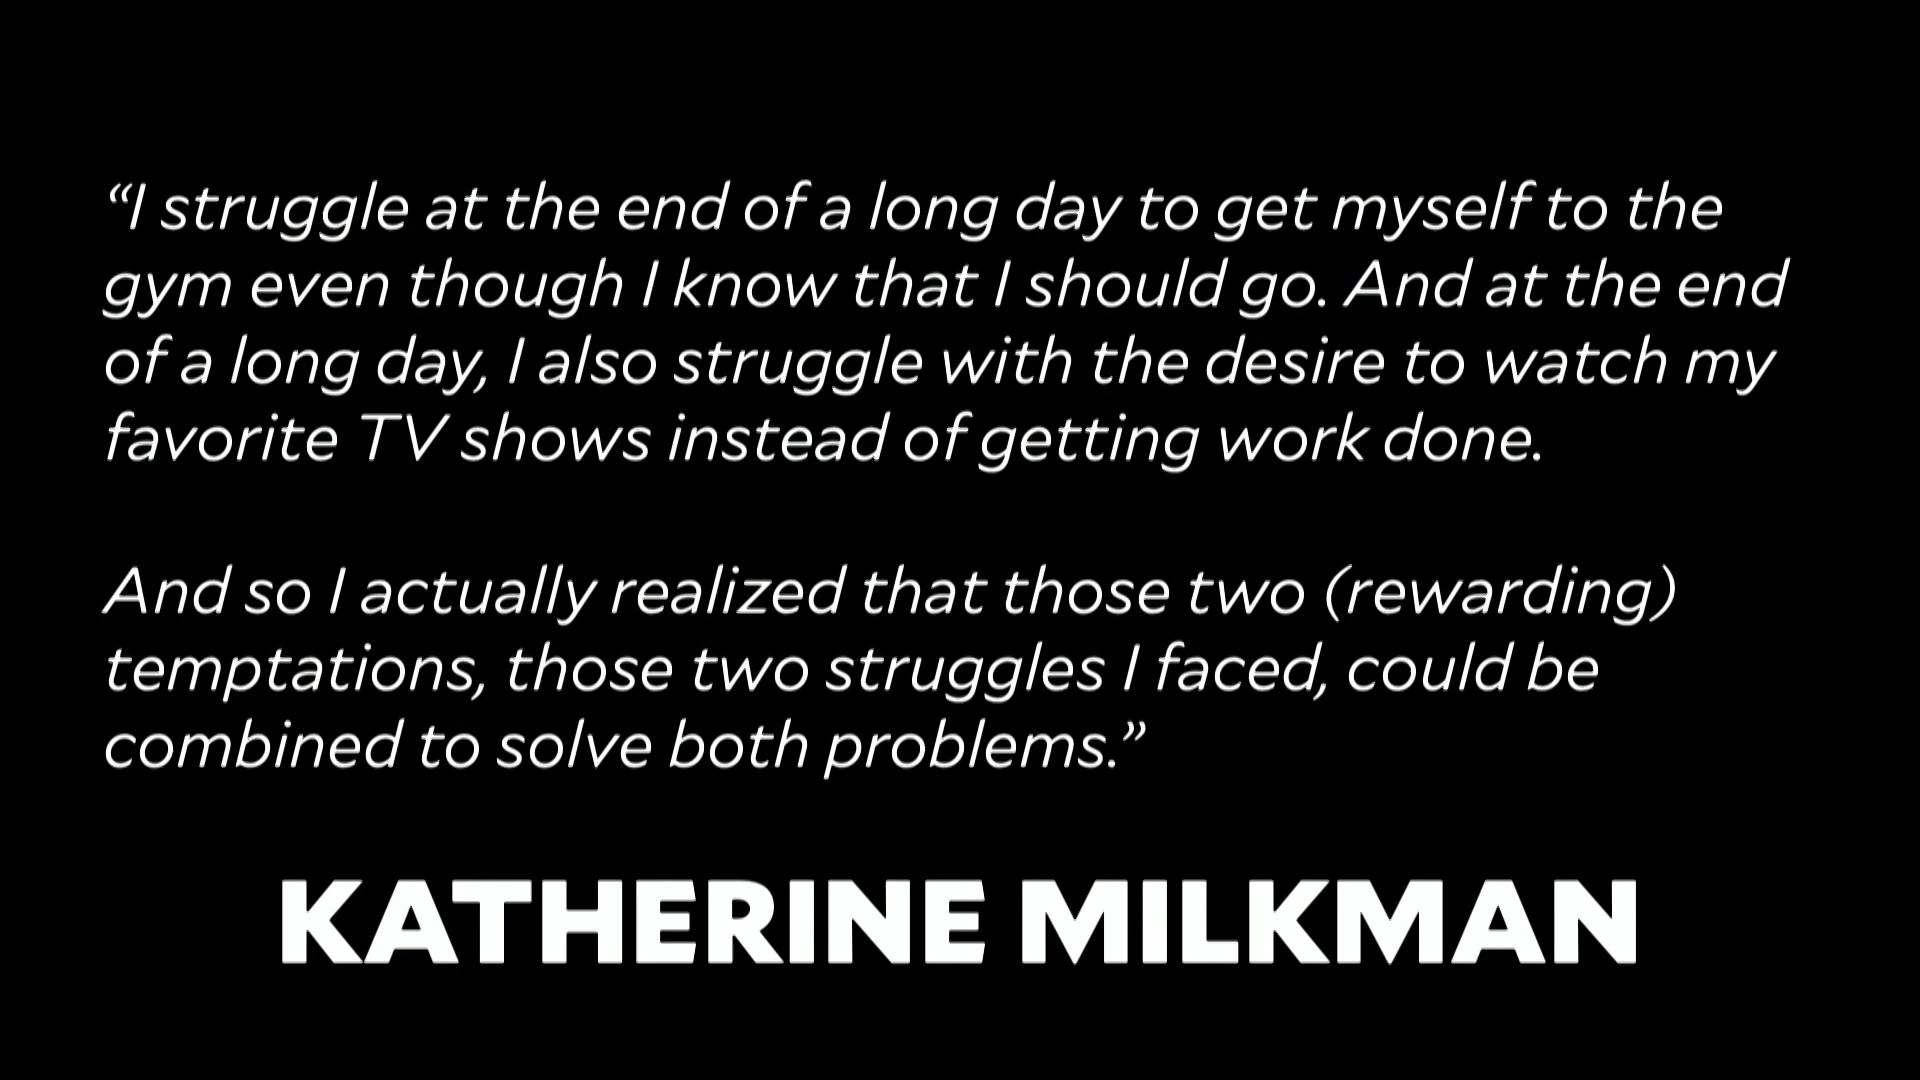 “I struggle at the end of a long day to get myself to the
gym even though I know that I should go. And at the end
of a long day, I also struggle with the desire to watch my
favorite TV shows instead of getting work done.
And so I actually realized that those two (rewarding)
temptations, those two struggles I faced, could be
combined to solve both problems.”
KATHERINE MILKMAN